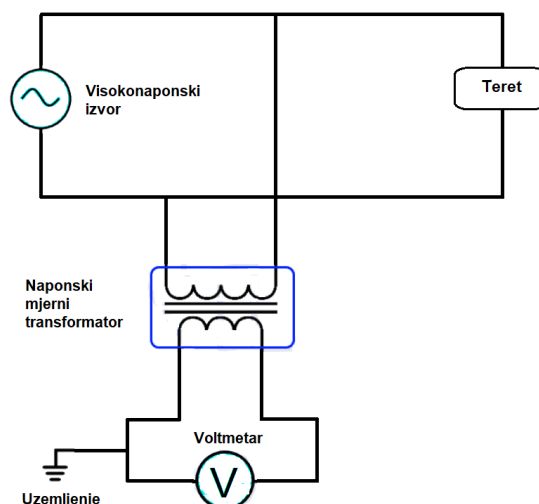 Visokonaponski
izvor
Teret
Naponski
mjerni
transformator
Voltmetar
V
Uzemljenje